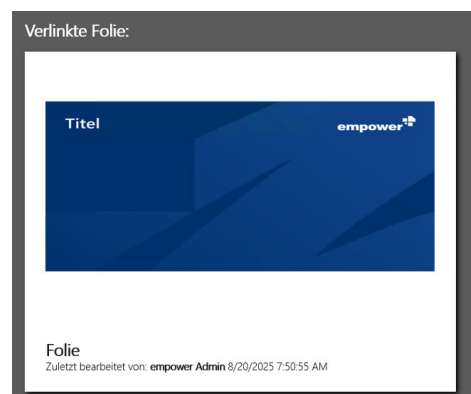 Verlinkte Folie:
Titel
empower
Folie
Zuletzt bearbeitet von: empower Admin 8/20/2025 7:50:55 AM